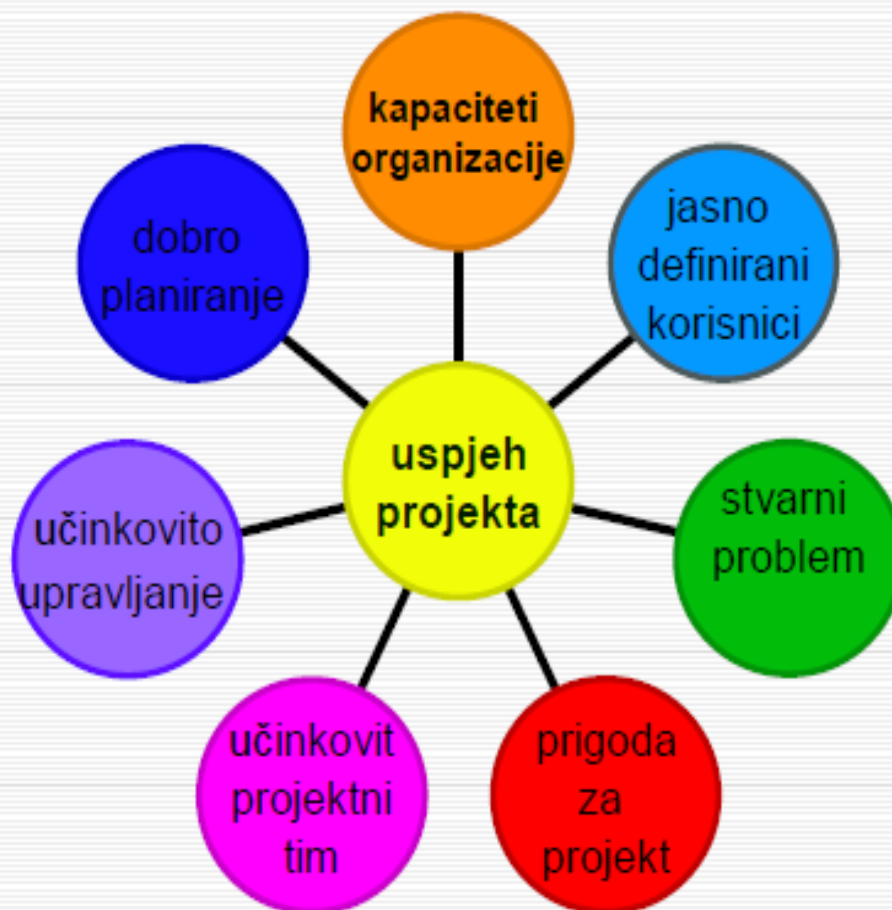 kapaciteti
organizacije
jasno
definirani
korisnici
stvarni
problem
prigoda
za
projekt
učinkovit
projektni
tim
učinkovito
upravljanje
dobro
planiranje
uspjeh
projekta